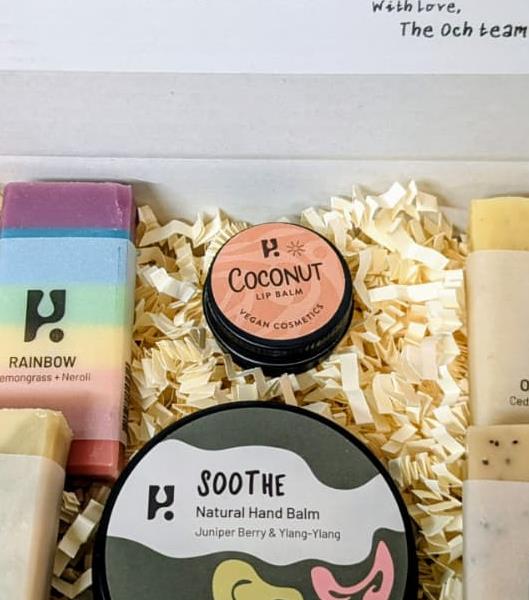 With love,
The Och team
COCONUT
LIP BALM
VEGAN COSMETICS
RAINBOW
emongrass + Neroli
SOOTHE
Natural Hand Balm
Juniper Berry & Ylang-Ylang
O
Ced